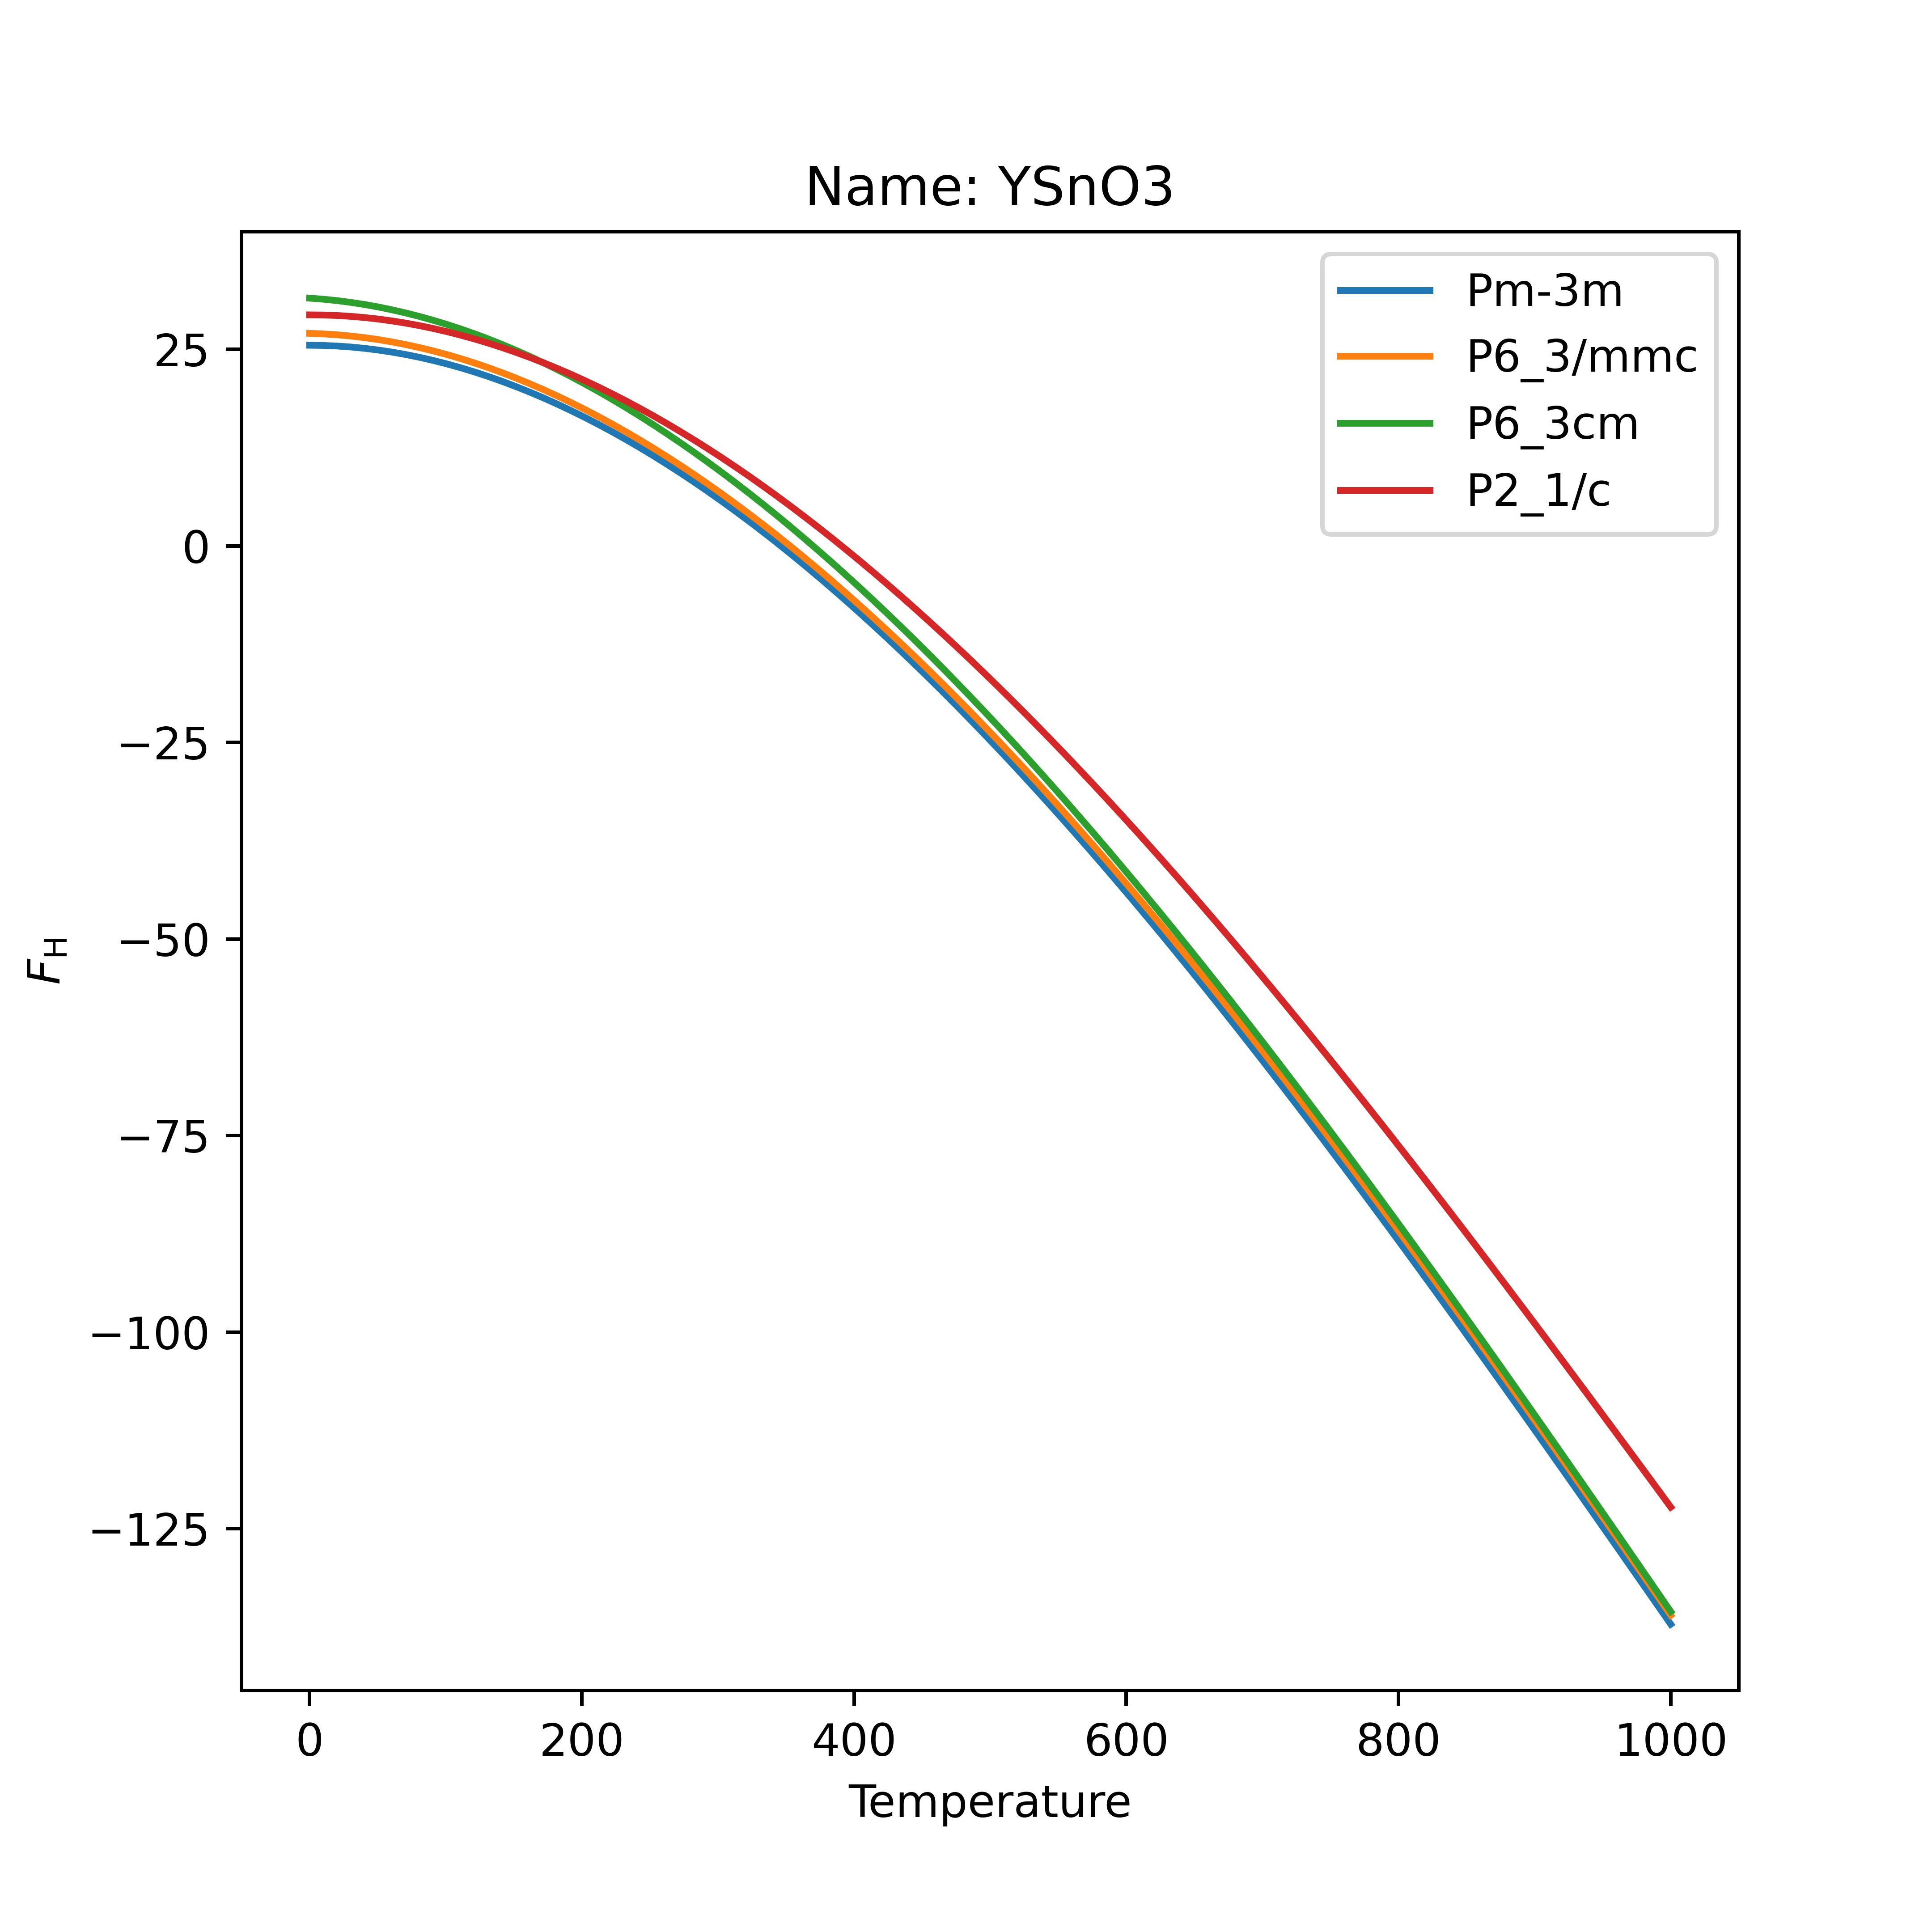 Name: YSnO3
Pm-3m
P6_3/mmc
P6_3cm
P2_1/c
25
0
−25
−50
−75
−100
−125
F_H
0 200 400 600 800 1000
Temperature